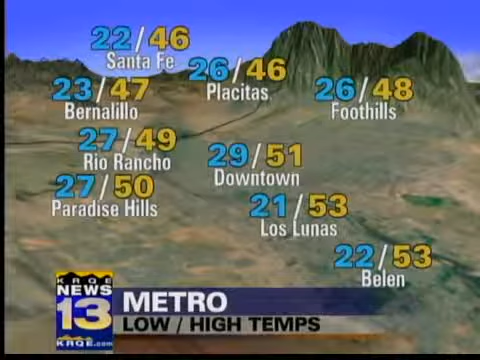 22/46
Santa Fe
26/46
Placitas
23/47
Bernalillo
26/48
Foothills
27/49
Rio Rancho
29/51
Downtown
27/50
Paradise Hills
21/53
Los Lunas
22/53
Belen
KRQE
NEWS
13
KRQE.com
METRO
LOW / HIGH TEMPS